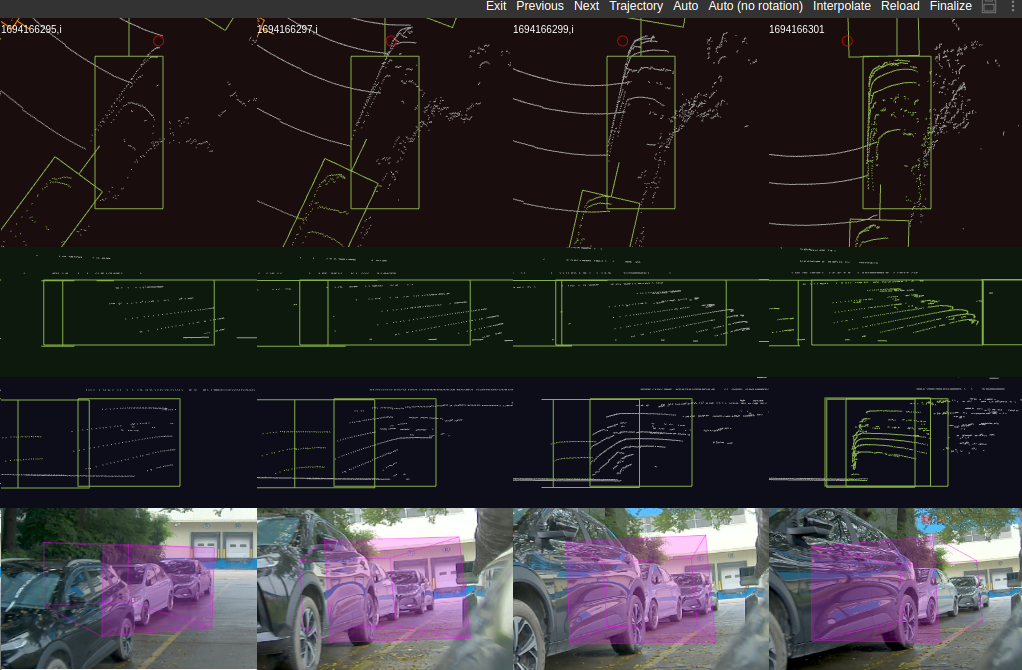 Exit Previous Next Trajectory Auto Auto (no rotation) Interpolate Reload Finalize
1694166295,i
1694166297,i
1694166299,i
1694166301